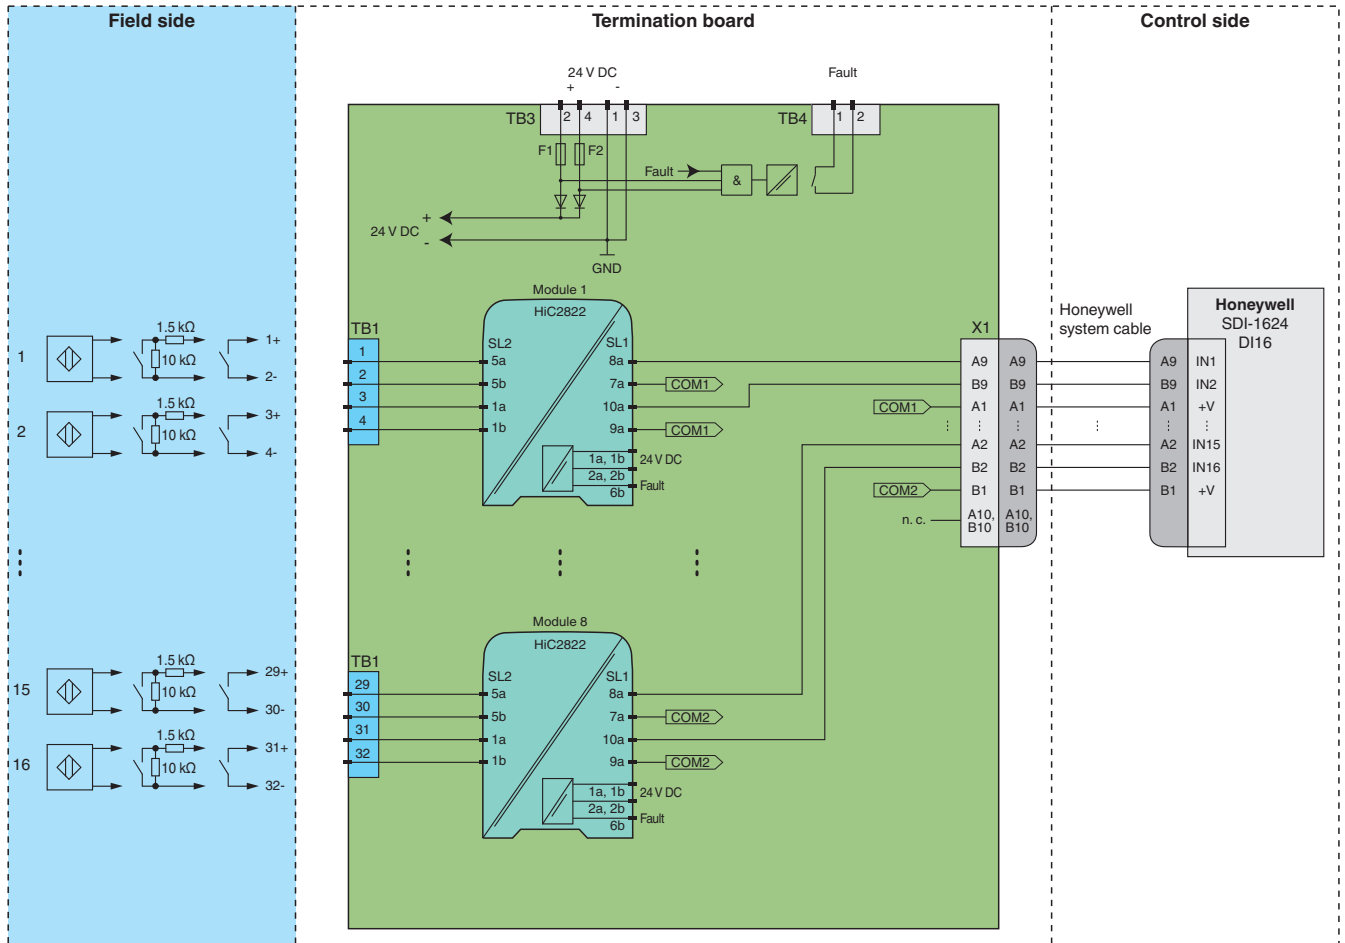 Field side
Termination board
Control side
24 V DC
Fault
+ -
TB3 2 4 1 3
TB4 1 2
F1 F2
Fault
&
+
24 V DC
-
GND
Module 1
HiC2822
SL2 SL1
TB1
1 5a 8a
2 5b 7a COM1
3 1a 10a
4 1b 9a COM1
1a, 1b 24 V DC
2a, 2b
6b Fault
1
1.5 kΩ
10 kΩ
1+
2-
2
1.5 kΩ
10 kΩ
3+
4-
X1
Honeywell
system cable
Honeywell
SDI-1624
DI16
A9 A9 A9 IN1
B9 B9 B9 IN2
COM1 A1 A1 A1 +V
A2 A2 A2 IN15
B2 B2 B2 IN16
COM2 B1 B1 B1 +V
n. c. A10, A10,
B10 B10
Module 8
HiC2822
SL2 SL1
TB1
29 5a 8a
30 5b 7a COM2
31 1a 10a
32 1b 9a COM2
1a, 1b 24 V DC
2a, 2b
6b Fault
15
1.5 kΩ
10 kΩ
29+
30-
16
1.5 kΩ
10 kΩ
31+
32-